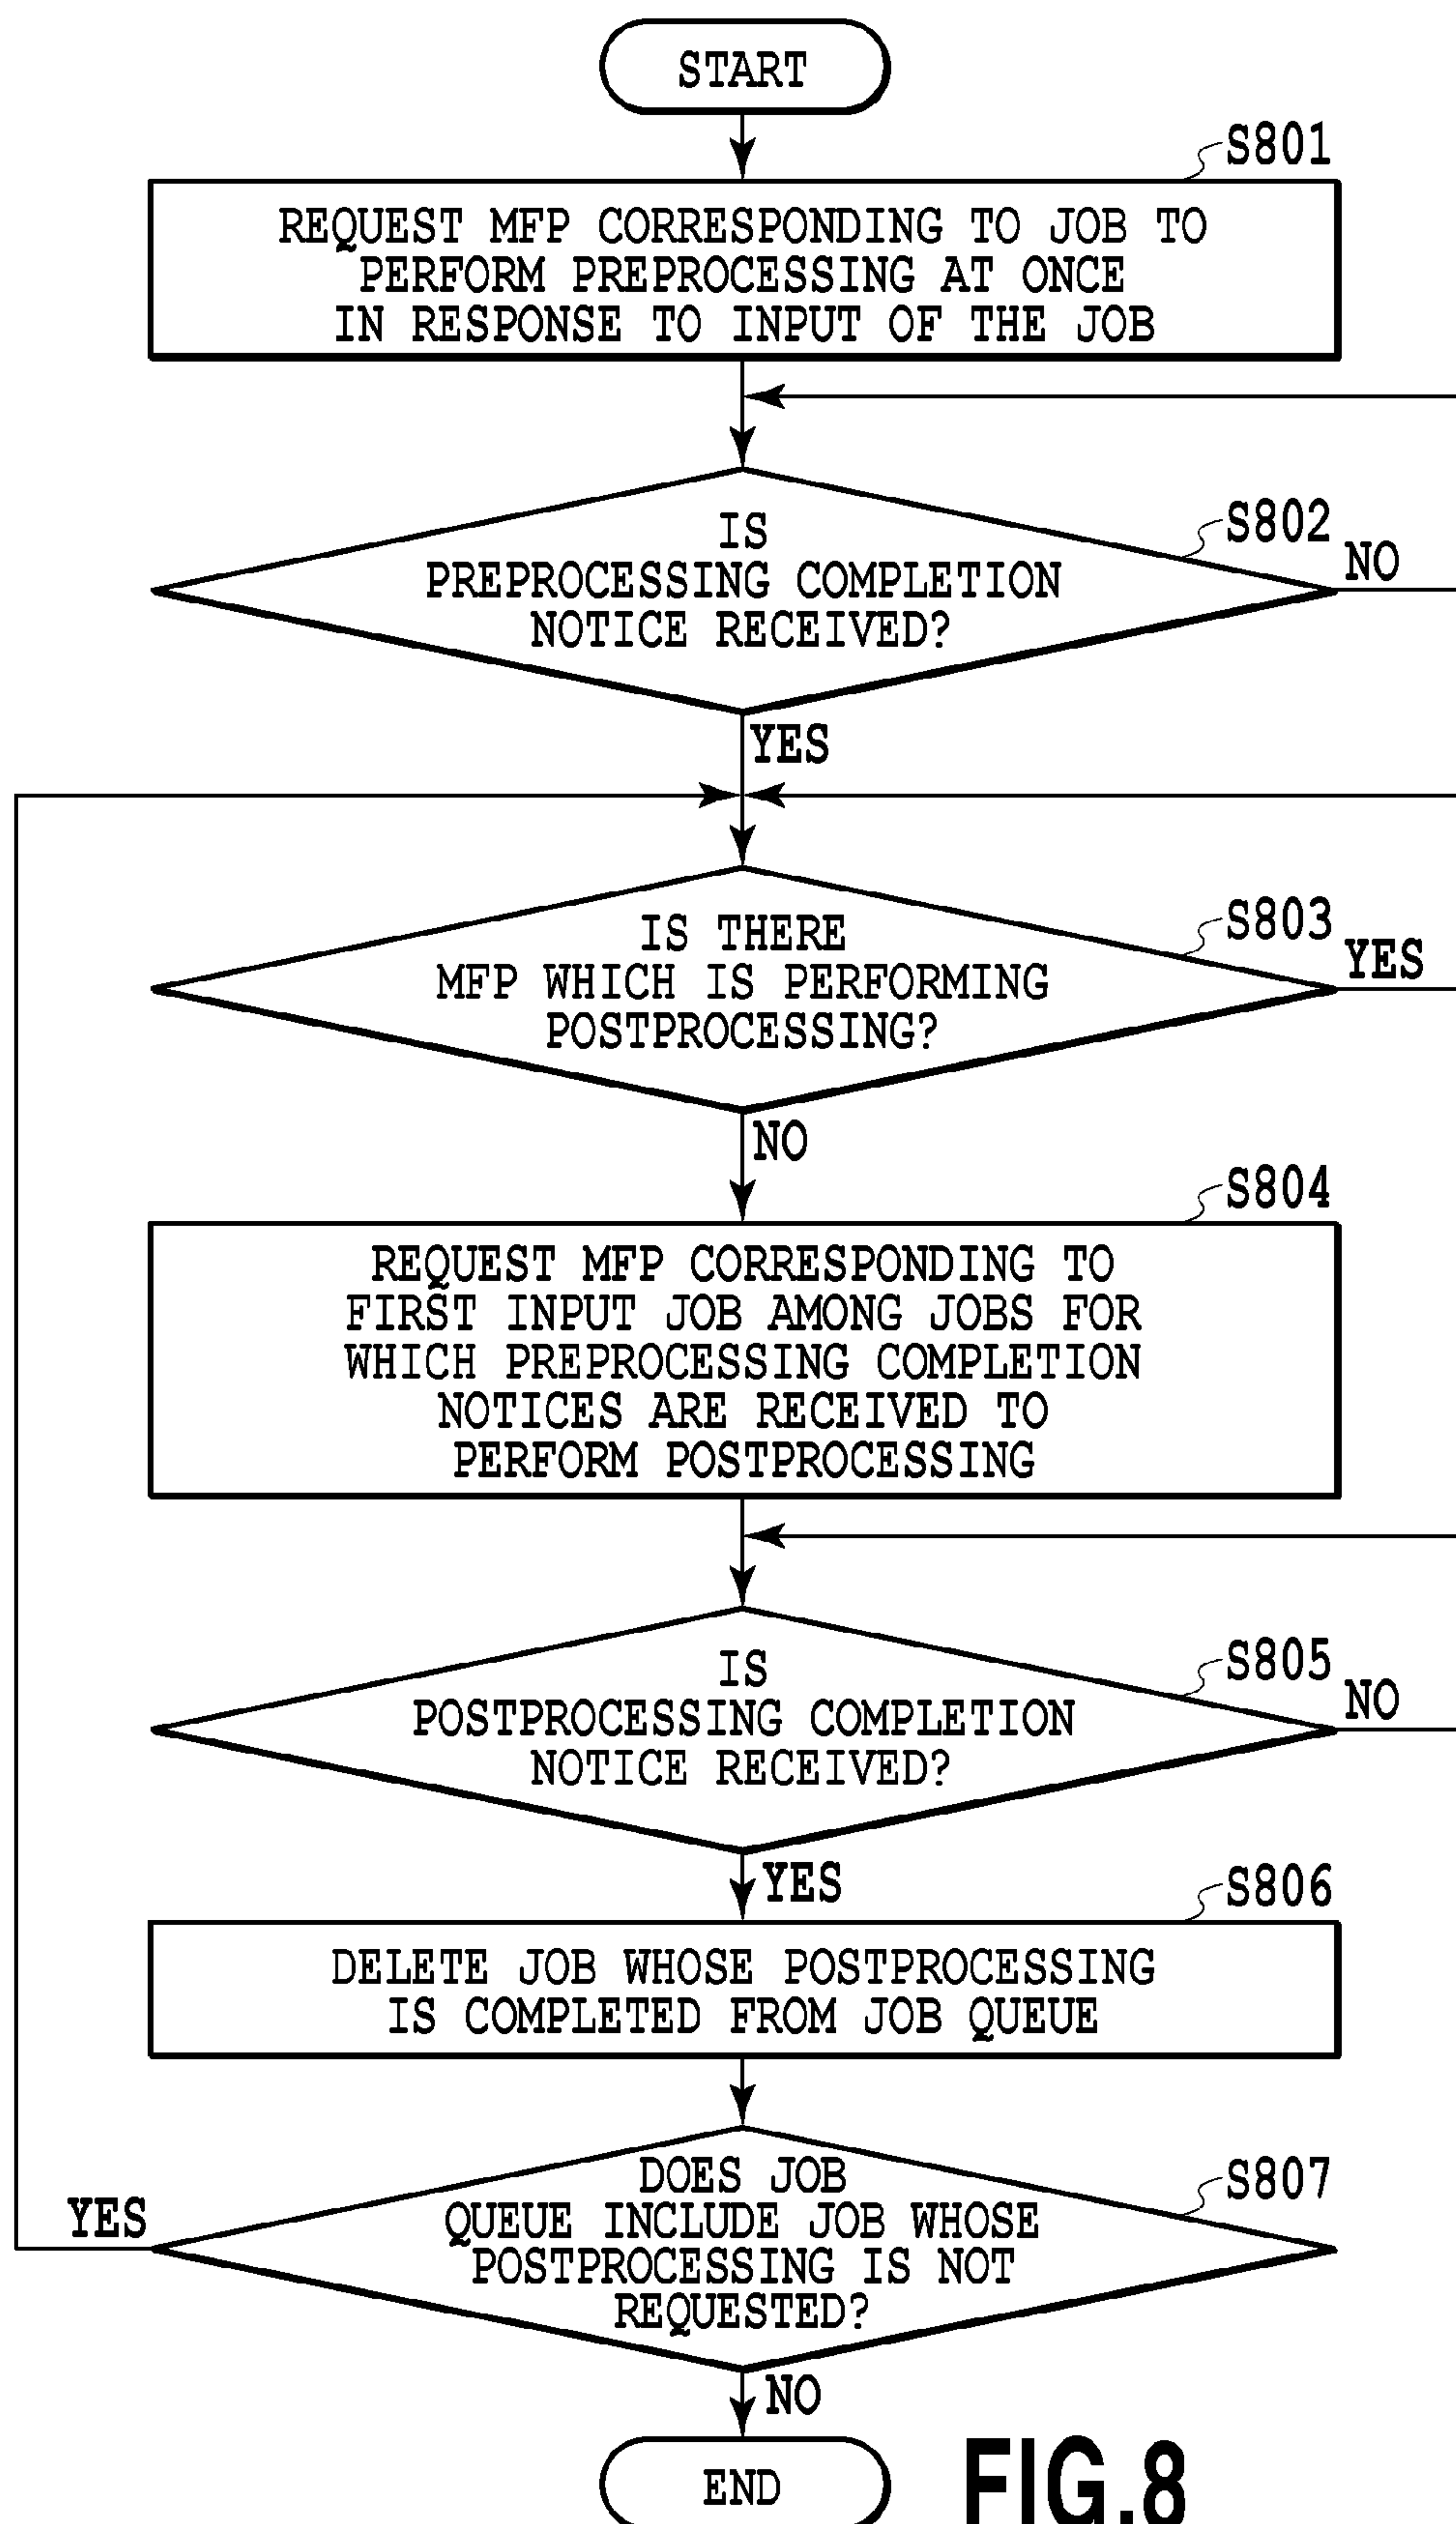 START
S801
REQUEST MFP CORRESPONDING TO JOB TO
PERFORM PREPROCESSING AT ONCE
IN RESPONSE TO INPUT OF THE JOB
S802
IS
PREPROCESSING COMPLETION
NOTICE RECEIVED?
NO
YES
S803
IS THERE
MFP WHICH IS PERFORMING
POSTPROCESSING?
YES
NO
S804
REQUEST MFP CORRESPONDING TO
FIRST INPUT JOB AMONG JOBS FOR
WHICH PREPROCESSING COMPLETION
NOTICES ARE RECEIVED TO
PERFORM POSTPROCESSING
S805
IS
POSTPROCESSING COMPLETION
NOTICE RECEIVED?
NO
YES
S806
DELETE JOB WHOSE POSTPROCESSING
IS COMPLETED FROM JOB QUEUE
S807
DOES JOB
QUEUE INCLUDE JOB WHOSE
POSTPROCESSING IS NOT
REQUESTED?
YES
NO
END
FIG.8